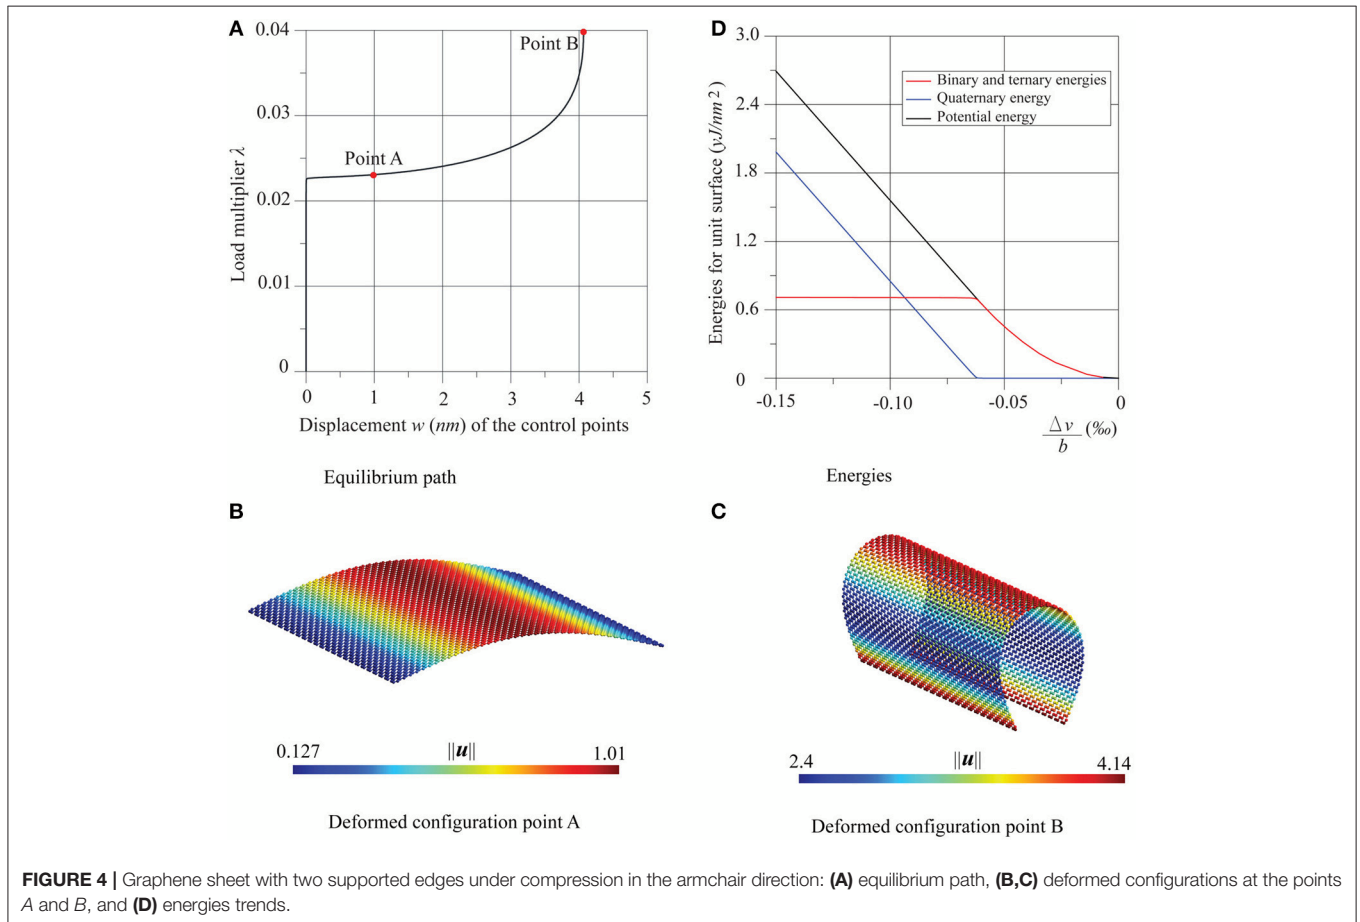 A
0.04
Point B
0.03
Point A
0.02
0.01
0
Load multiplier λ
0 1 2 3 4 5
Displacement w (nm) of the control points
Equilibrium path
D
3.0
2.4
1.8
1.2
0.6
0
Energies for unit surface (yJ/nm²)
Binary and ternary energies
Quaternary energy
Potential energy
-0.15 -0.10 -0.05 0
Δv
b (‰)
Energies
B
0.127 ||u|| 1.01
Deformed configuration point A
C
2.4 ||u|| 4.14
Deformed configuration point B
FIGURE 4 | Graphene sheet with two supported edges under compression in the armchair direction: (A) equilibrium path, (B,C) deformed configurations at the points
A and B, and (D) energies trends.